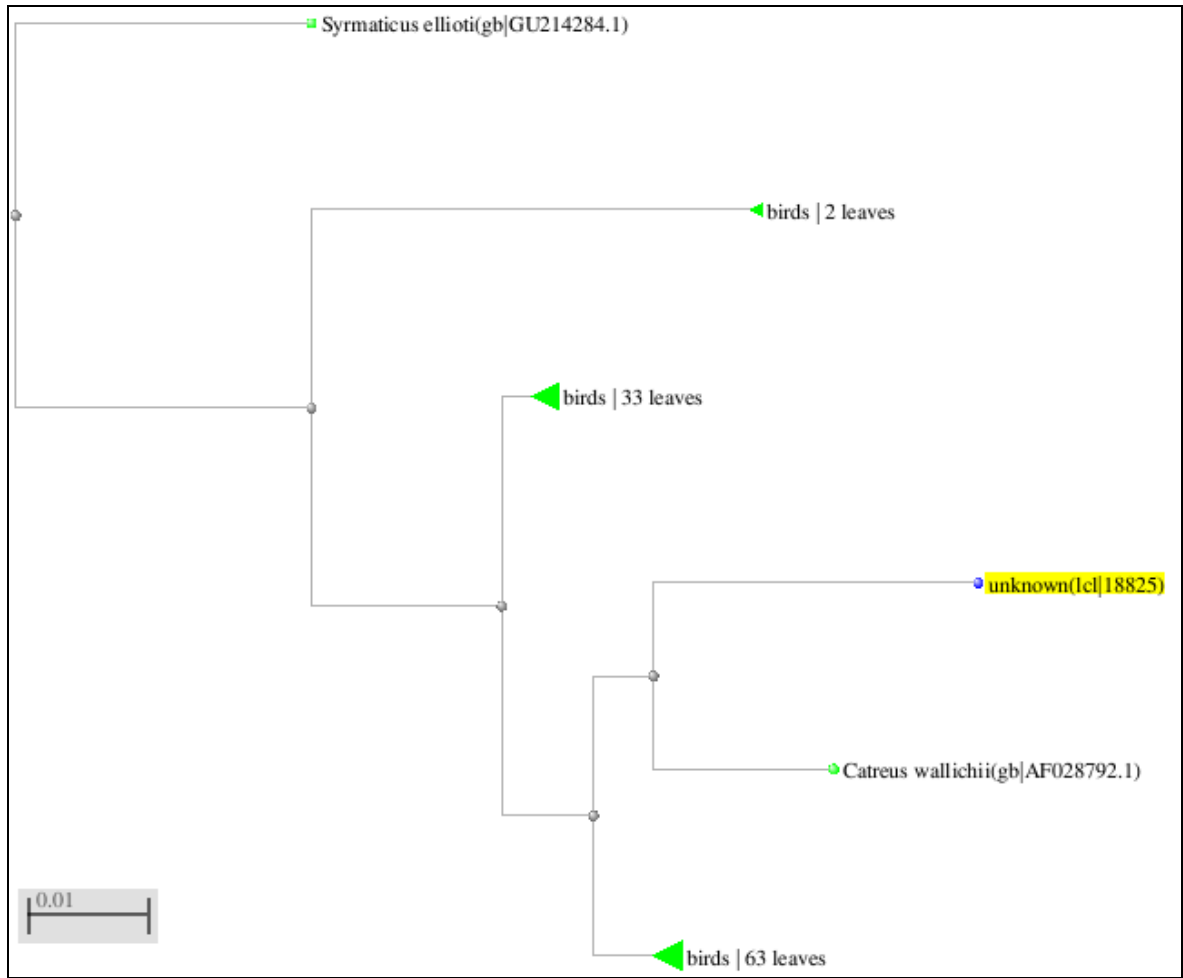 Syrmaticus ellioti(gb|GU214284.1)
birds | 2 leaves
birds | 33 leaves
unknown(lcl|18825)
Catreus wallichii(gb|AF028792.1)
0.01
birds | 63 leaves